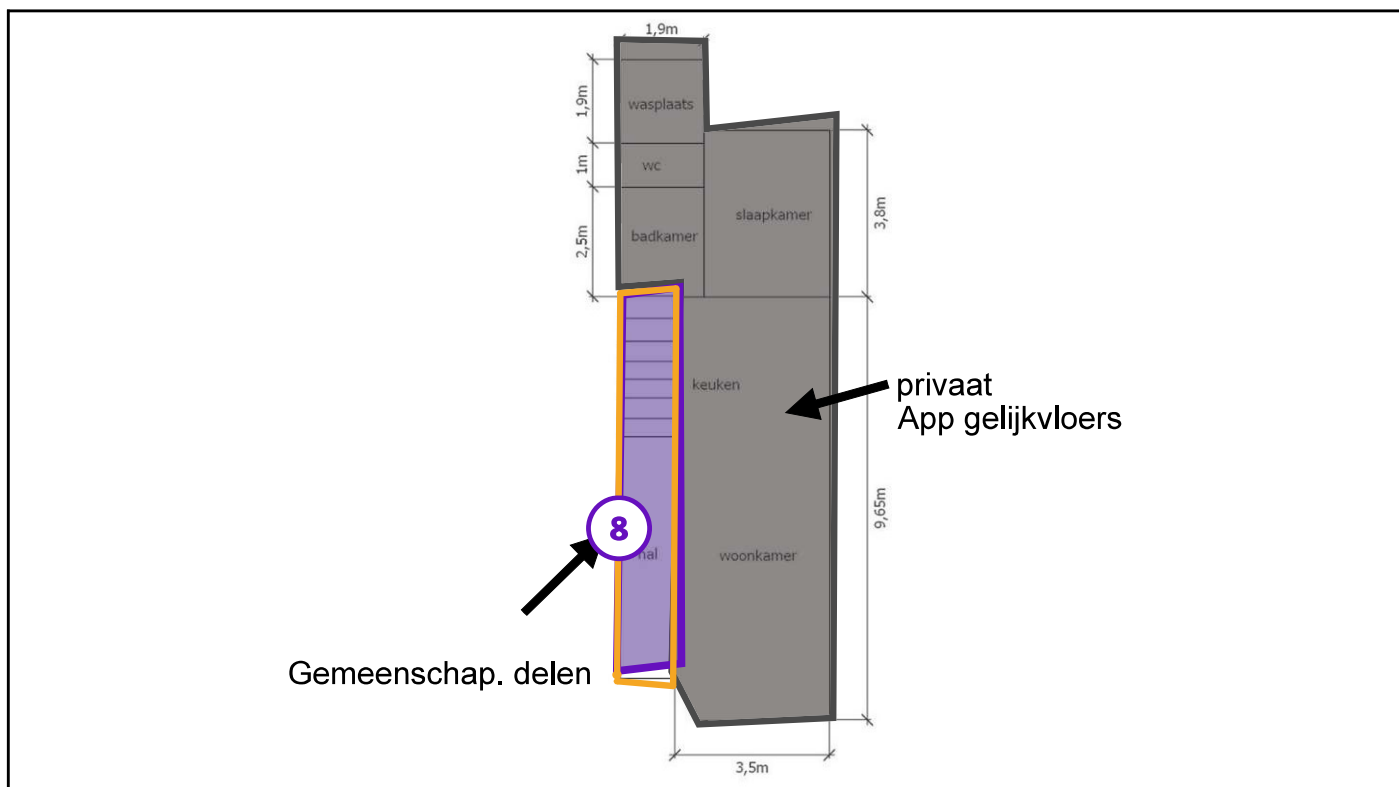 1,9m
1,9m
wasplaats
1m
wc
2,5m
badkamer
slaapkamer
3,8m
keuken
privaat
App gelijkvloers
9,65m
8
hal
woonkamer
Gemeenschap. delen
3,5m